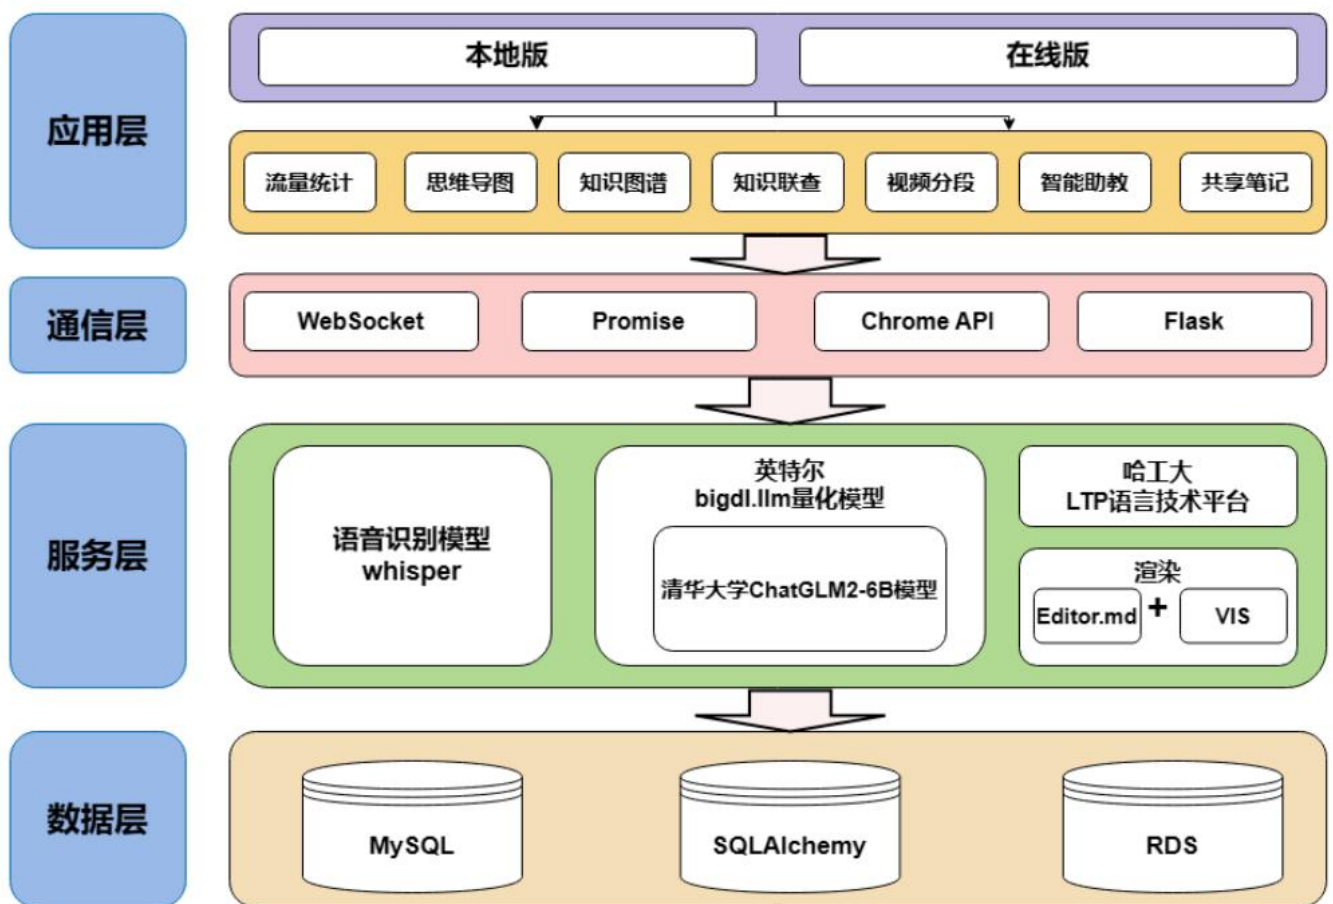 应用层
本地版
在线版
流量统计
思维导图
知识图谱
知识联查
视频分段
智能助教
共享笔记
通信层
WebSocket
Promise
Chrome API
Flask
服务层
语音识别模型
whisper
英特尔
bigdl.llm量化模型
清华大学ChatGLM2-6B模型
哈工大
LTP语言技术平台
渲染
Editor.md
+
VIS
数据层
MySQL
SQLAlchemy
RDS